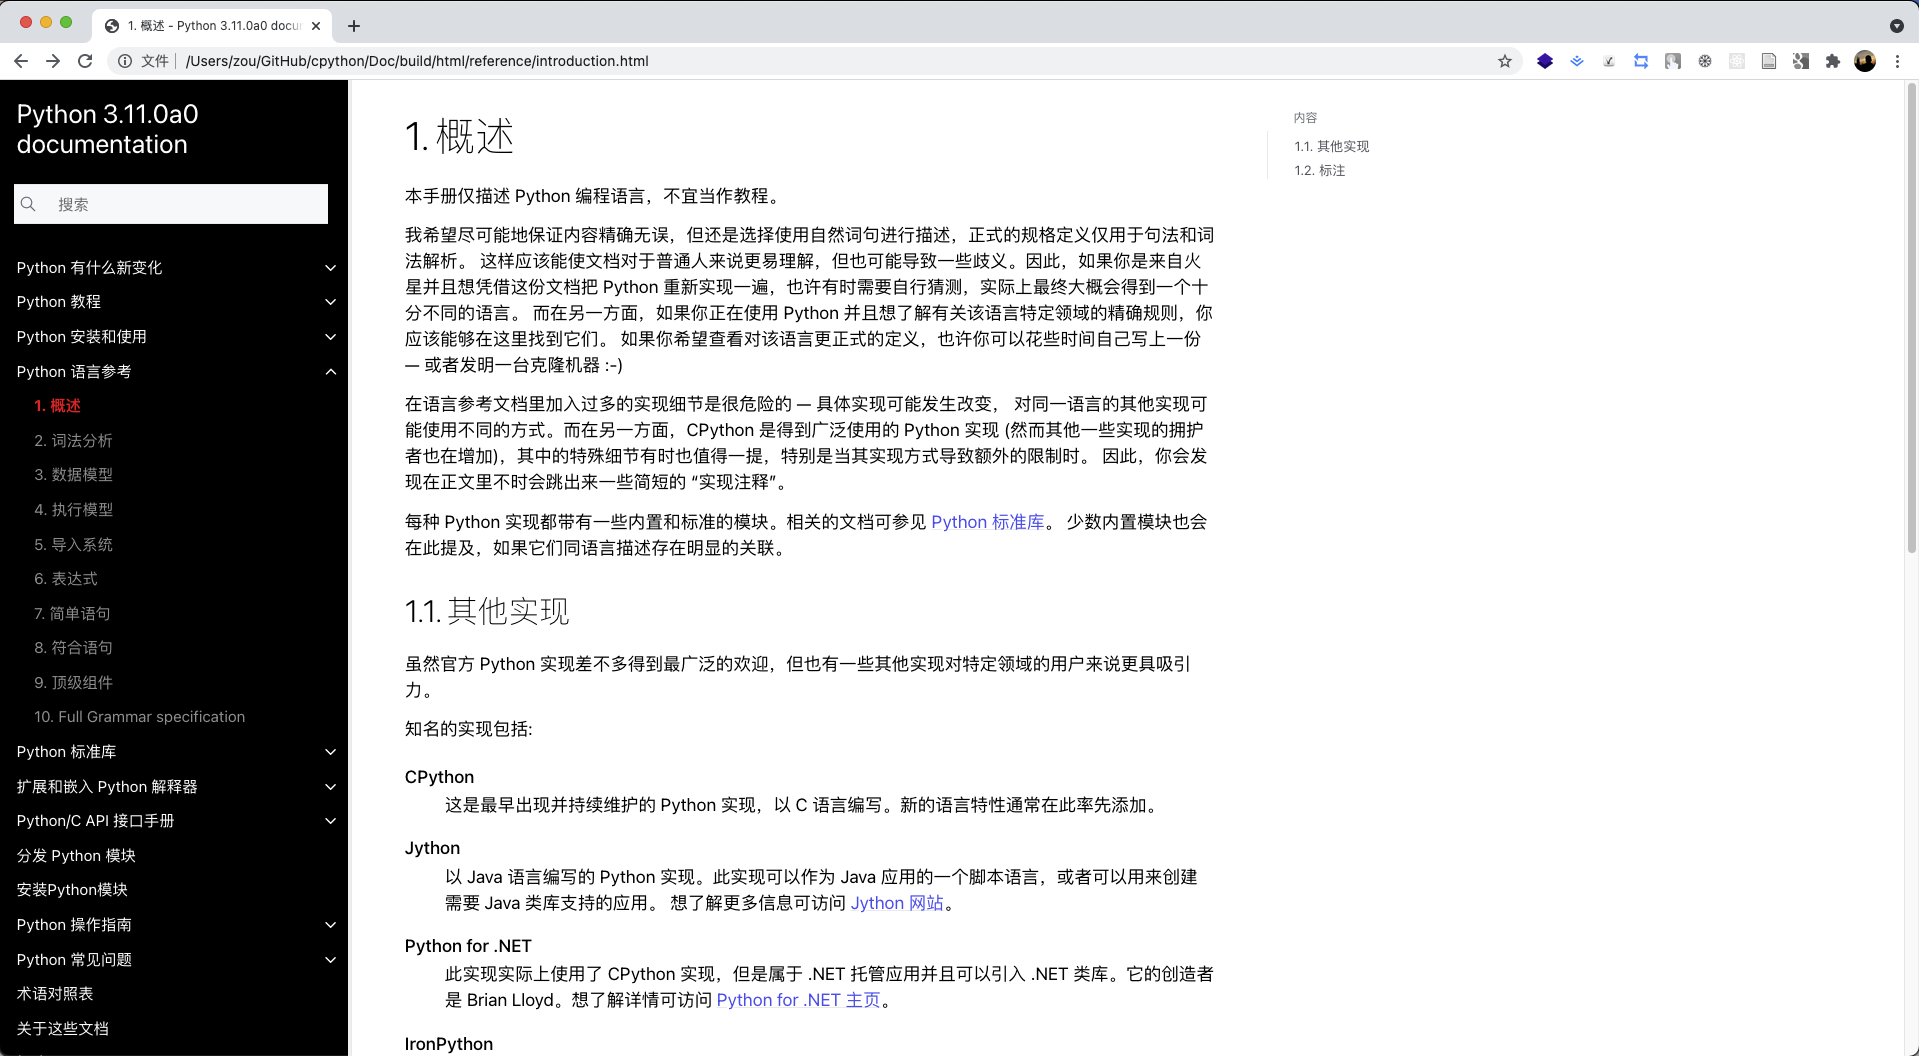 1. 概述 - Python 3.11.0a0 docu
文件
/Users/zou/GitHub/cpython/Doc/build/html/reference/introduction.html
Python 3.11.0a0
documentation
搜索
Python 有什么新变化
Python 教程
Python 安装和使用
Python 语言参考
1. 概述
2. 词法分析
3. 数据模型
4. 执行模型
5. 导入系统
6. 表达式
7. 简单语句
8. 符合语句
9. 顶级组件
10. Full Grammar specification
Python 标准库
扩展和嵌入 Python 解释器
Python/C API 接口手册
分发 Python 模块
安装Python模块
Python 操作指南
Python 常见问题
术语对照表
关于这些文档
1. 概述
本手册仅描述 Python 编程语言，不宜当作教程。
我希望尽可能地保证内容精确无误，但还是选择使用自然词句进行描述，正式的规格定义仅用于句法和词
法解析。 这样应该能使文档对于普通人来说更易理解，但也可能导致一些歧义。因此，如果你是来自火
星并且想凭借这份文档把 Python 重新实现一遍，也许有时需要自行猜测，实际上最终大概会得到一个十
分不同的语言。 而在另一方面，如果你正在使用 Python 并且想了解有关该语言特定领域的精确规则，你
应该能够在这里找到它们。 如果你希望查看对该语言更正式的定义，也许你可以花些时间自己写上一份
— 或者发明一台克隆机器 :-)
在语言参考文档里加入过多的实现细节是很危险的 — 具体实现可能发生改变， 对同一语言的其他实现可
能使用不同的方式。而在另一方面，CPython 是得到广泛使用的 Python 实现 (然而其他一些实现的拥护
者也在增加)，其中的特殊细节有时也值得一提，特别是当其实现方式导致额外的限制时。 因此，你会发
现在正文里不时会跳出来一些简短的 “实现注释”。
每种 Python 实现都带有一些内置和标准的模块。相关的文档可参见 Python 标准库。 少数内置模块也会
在此提及，如果它们同语言描述存在明显的关联。
1.1. 其他实现
虽然官方 Python 实现差不多得到最广泛的欢迎，但也有一些其他实现对特定领域的用户来说更具吸引
力。
知名的实现包括:
CPython
这是最早出现并持续维护的 Python 实现，以 C 语言编写。新的语言特性通常在此率先添加。
Jython
以 Java 语言编写的 Python 实现。此实现可以作为 Java 应用的一个脚本语言，或者可以用来创建
需要 Java 类库支持的应用。 想了解更多信息可访问 Jython 网站。
Python for .NET
此实现实际上使用了 CPython 实现，但是属于 .NET 托管应用并且可以引入 .NET 类库。它的创造者
是 Brian Lloyd。想了解详情可访问 Python for .NET 主页。
IronPython
内容
1.1. 其他实现
1.2. 标注